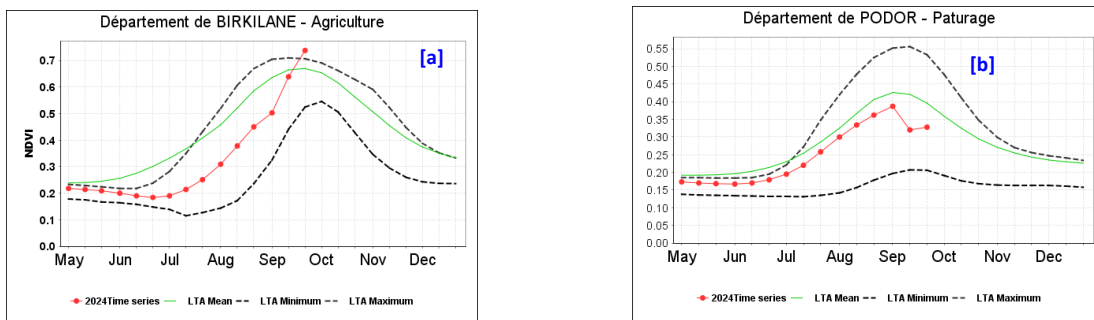 Département de BIRKILANE - Agriculture
[a]
NDVI
0.7
0.6
0.5
0.4
0.3
0.2
0.1
0.0
May Jun Jul Aug Sep Oct Nov Dec
2024Time series LTA Mean LTA Minimum LTA Maximum
Département de PODOR - Paturage
[b]
0.55
0.50
0.45
0.40
0.35
0.30
0.25
0.20
0.15
0.10
0.05
0.00
May Jun Jul Aug Sep Oct Nov Dec
2024Time series LTA Mean LTA Minimum LTA Maximum